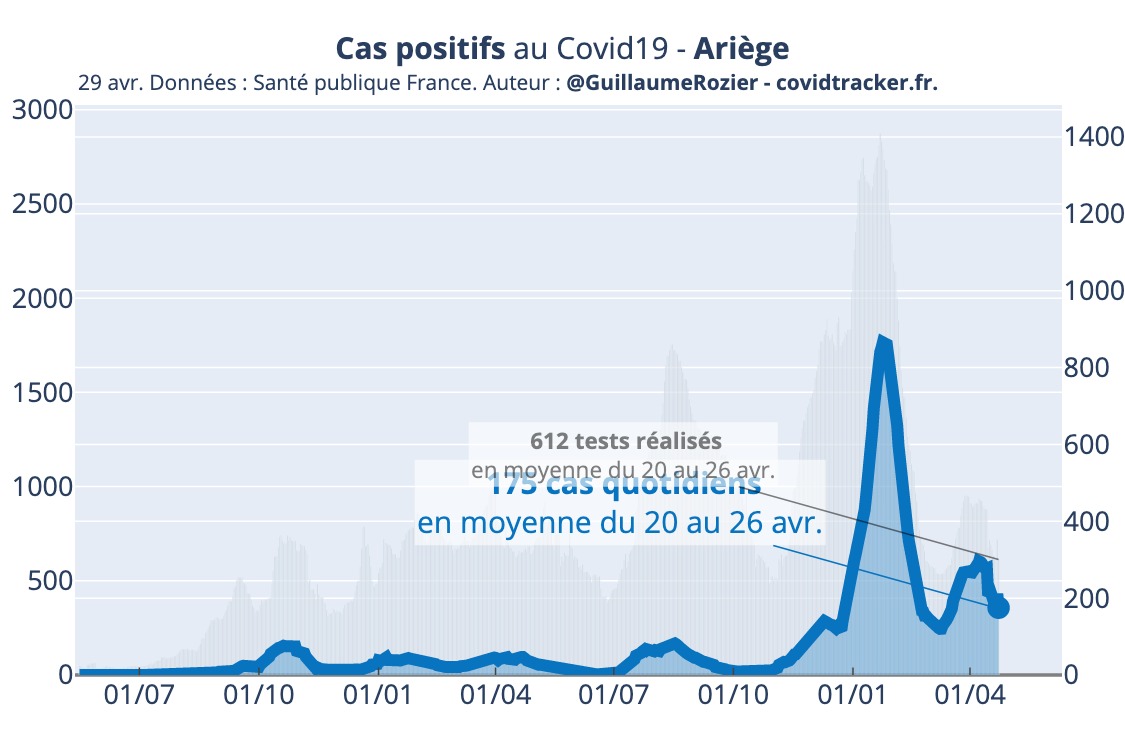 Cas positifs au Covid19 - Ariège
29 avr. Données : Santé publique France. Auteur : @GuillaumeRozier - covidtracker.fr.
3000
2500
2000
1500
1000
500
0
1400
1200
1000
800
600
400
200
0
612 tests réalisés
en moyenne du 20 au 26 avr.
175 cas quotidiens
en moyenne du 20 au 26 avr.
01/07 01/10 01/01 01/04 01/07 01/10 01/01 01/04